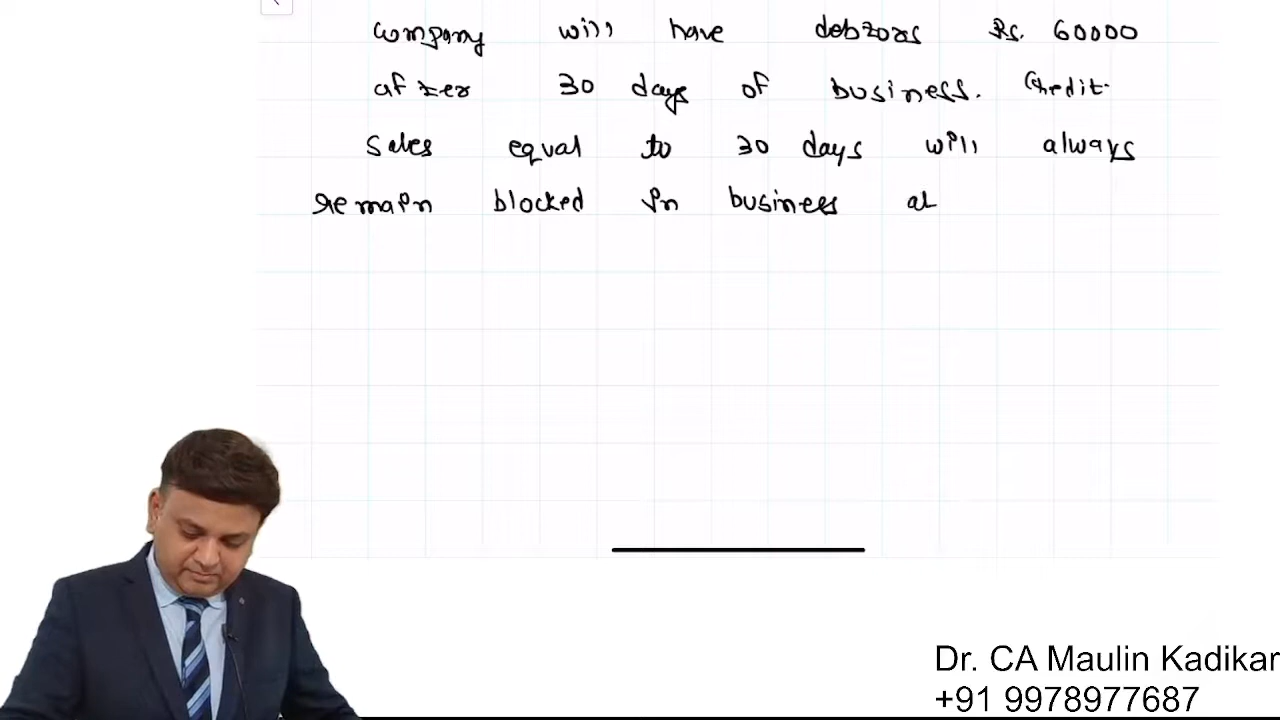 company will have debtors Rs. 60000
after 30 days of business. Credit
sales equal to 30 days will always
remain blocked in business at
Dr. CA Maulin Kadikar
+91 9978977687